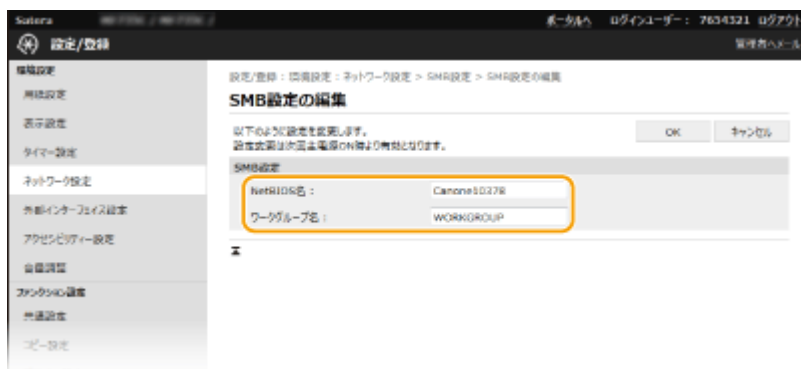 Satera
ポータルへ ログインユーザー: 7654321 ログアウト
設定/登録
管理者へメール
環境設定
用紙設定
表示設定
タイマー設定
ネットワーク設定
外部インターフェイス設定
アクセシビリティー設定
音量調整
ファンクション設定
共通設定
コピー設定
設定/登録 : 環境設定 : ネットワーク設定 > SMB設定 > SMB設定の編集
SMB設定の編集
以下のように設定を変更します。
設定変更は次回主電源ON時より有効となります。
OK キャンセル
SMB設定
NetBIOS名 : Canone10378
ワークグループ名 : WORKGROUP